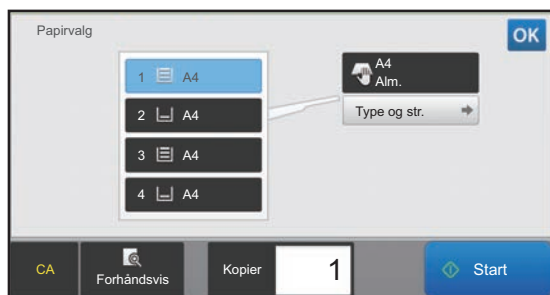 Papirvalg
OK
1 A4
2 A4
3 A4
4 A4
A4
Alm.
Type og str.
CA
Forhåndsvis
Kopier
1
Start